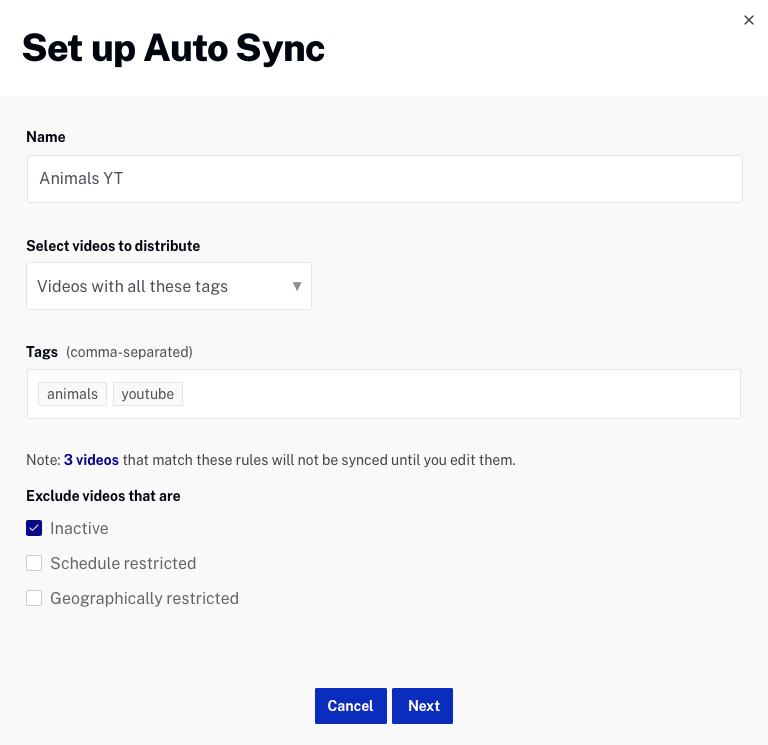 Set up Auto Sync
Name
Animals YT
Select videos to distribute
Videos with all these tags
Tags (comma-separated)
animals youtube
Note: 3 videos that match these rules will not be synced until you edit them.
Exclude videos that are
Inactive
Schedule restricted
Geographically restricted
Cancel Next